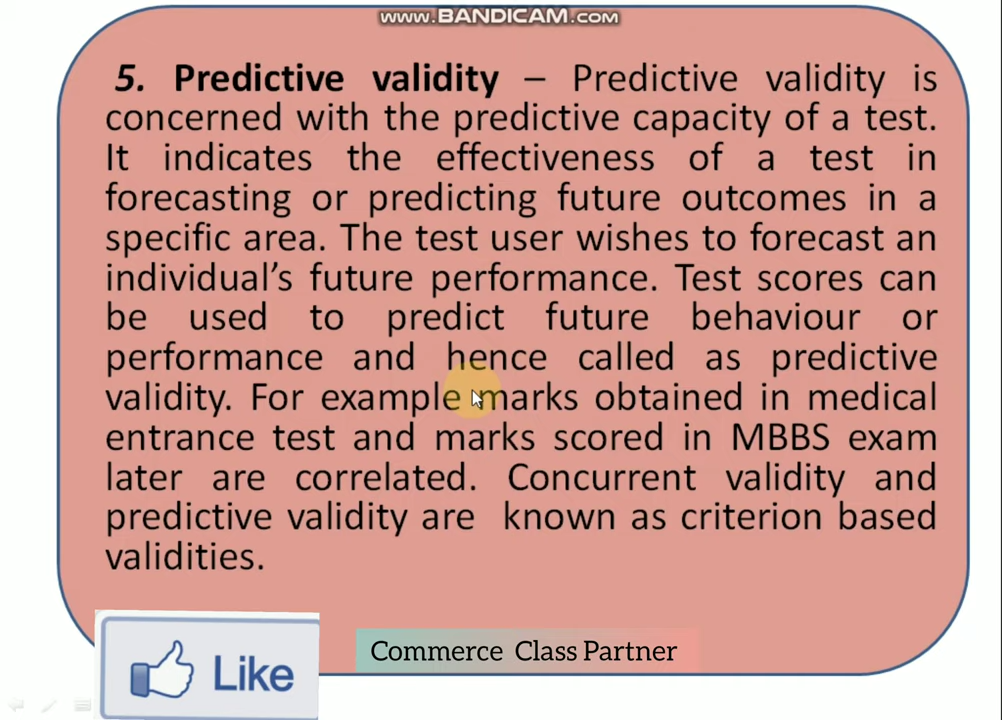 www.BANDICAM.com
5. Predictive validity – Predictive validity is
concerned with the predictive capacity of a test.
It indicates the effectiveness of a test in
forecasting or predicting future outcomes in a
specific area. The test user wishes to forecast an
individual’s future performance. Test scores can
be used to predict future behaviour or
performance and hence called as predictive
validity. For example marks obtained in medical
entrance test and marks scored in MBBS exam
later are correlated. Concurrent validity and
predictive validity are known as criterion based
validities.
Like
Commerce Class Partner